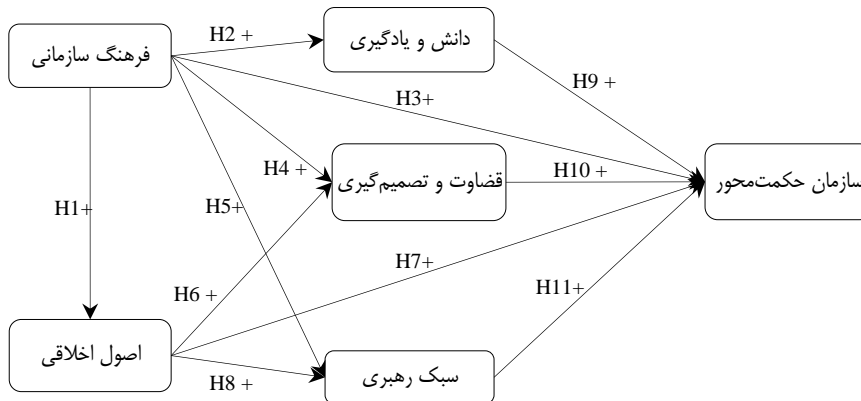 فرهنگ سازمانی
H2 +
دانش و یادگیری
H9 +
H3+
H4 +
قضاوت و تصمیم‌گیری
H10 +
سازمان حکمت‌محور
H1+
H5+
H7+
H6 +
H11+
اصول اخلاقی
H8 +
سبک رهبری